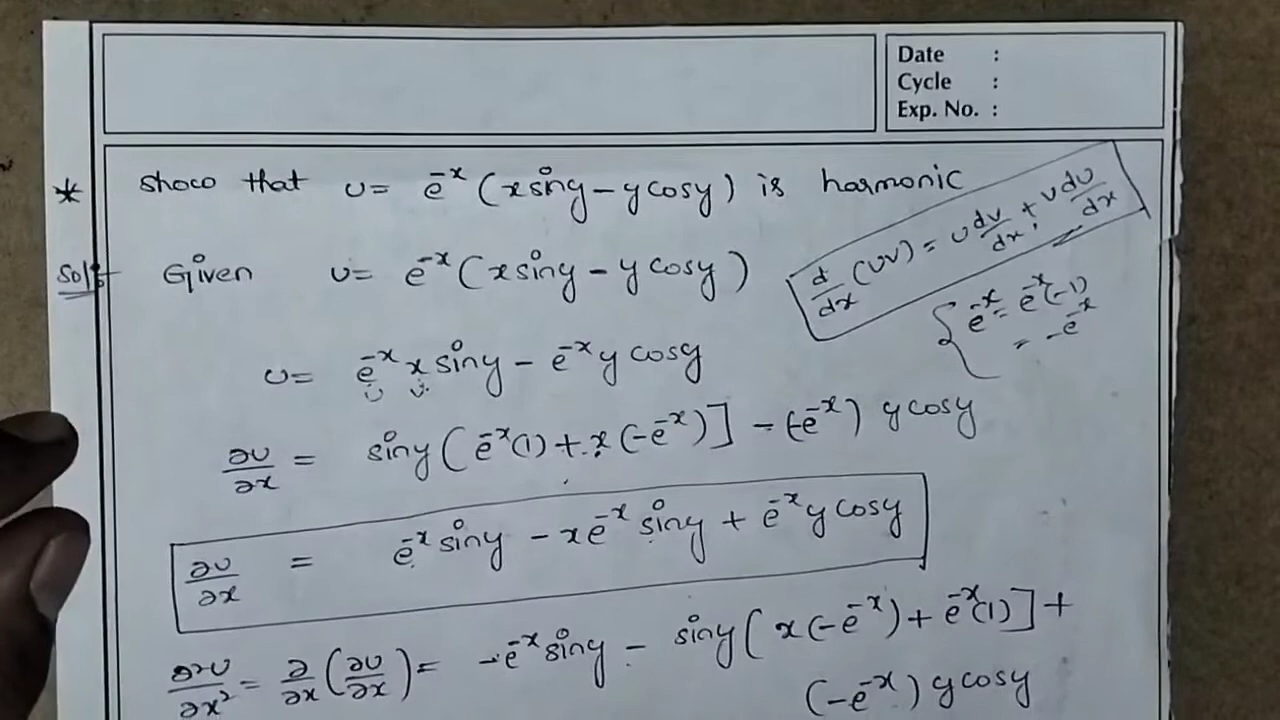 Date :
Cycle :
Exp. No. :
* Show that u = e^-x (x sin y - y cos y) is harmonic
d/dx (uv) = u dv/dx + v du/dx
Sol:- Given u = e^-x (x sin y - y cos y)
{ e^-x = e^-x (-1)
= -e^-x
u = e^-x x sin y - e^-x y cos y
∂u/∂x = sin y ( e^-x (1) + x (-e^-x) ] - (-e^-x) y cos y
∂u/∂x = e^-x sin y - x e^-x sin y + e^-x y cos y
∂²u/∂x² = ∂/∂x (∂u/∂x) = -e^-x sin y - sin y [ x (-e^-x) + e^-x (1) ] +
(-e^-x) y cos y